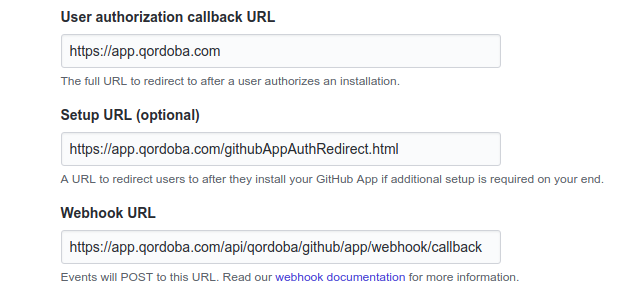 User authorization callback URL
https://app.qordoba.com
The full URL to redirect to after a user authorizes an installation.
Setup URL (optional)
https://app.qordoba.com/githubAppAuthRedirect.html
A URL to redirect users to after they install your GitHub App if additional setup is required on your end.
Webhook URL
https://app.qordoba.com/api/qordoba/github/app/webhook/callback
Events will POST to this URL. Read our webhook documentation for more information.